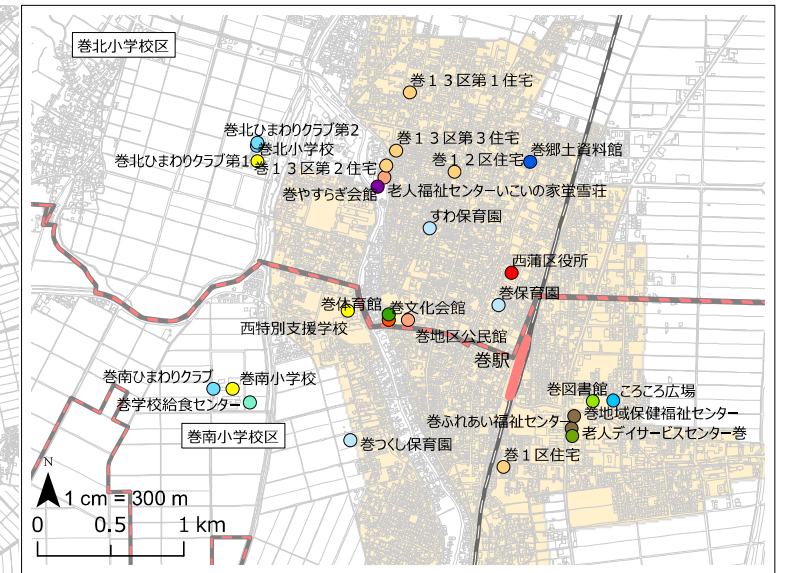 巻北小学校区
巻１３区第１住宅
巻北ひまわりクラブ第2
巻北小学校
巻１３区第３住宅
巻郷土資料館
巻北ひまわりクラブ第1
巻１３区第２住宅
巻１２区住宅
巻やすらぎ会館
老人福祉センターいこいの家蛍雪荘
すわ保育園
西蒲区役所
巻保育園
巻体育館
巻文化会館
西特別支援学校
巻地区公民館
巻駅
巻南ひまわりクラブ
巻南小学校
巻図書館
ころころ広場
巻学校給食センター
巻地域保健福祉センター
巻ふれあい福祉センター
老人デイサービスセンター巻
巻南小学校区
巻つくし保育園
巻１区住宅
N
1 cm = 300 m
0 0.5 1 km